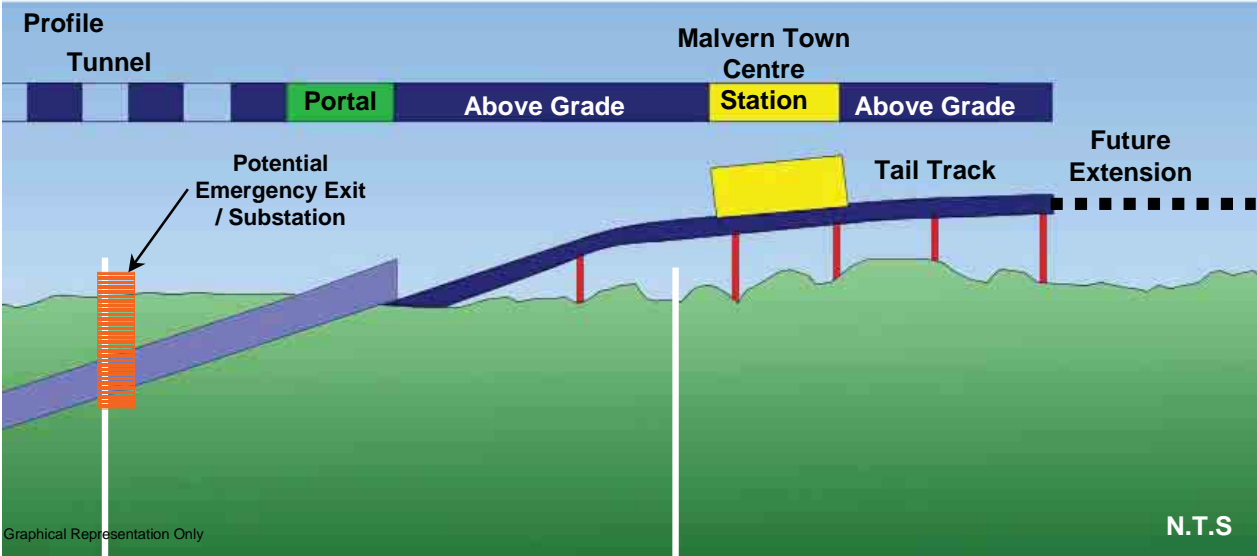 Profile
Tunnel
Portal
Above Grade
Malvern Town
Centre
Station
Above Grade
Potential
Emergency Exit
/ Substation
Tail Track
Future
Extension
Graphical Representation Only
N.T.S